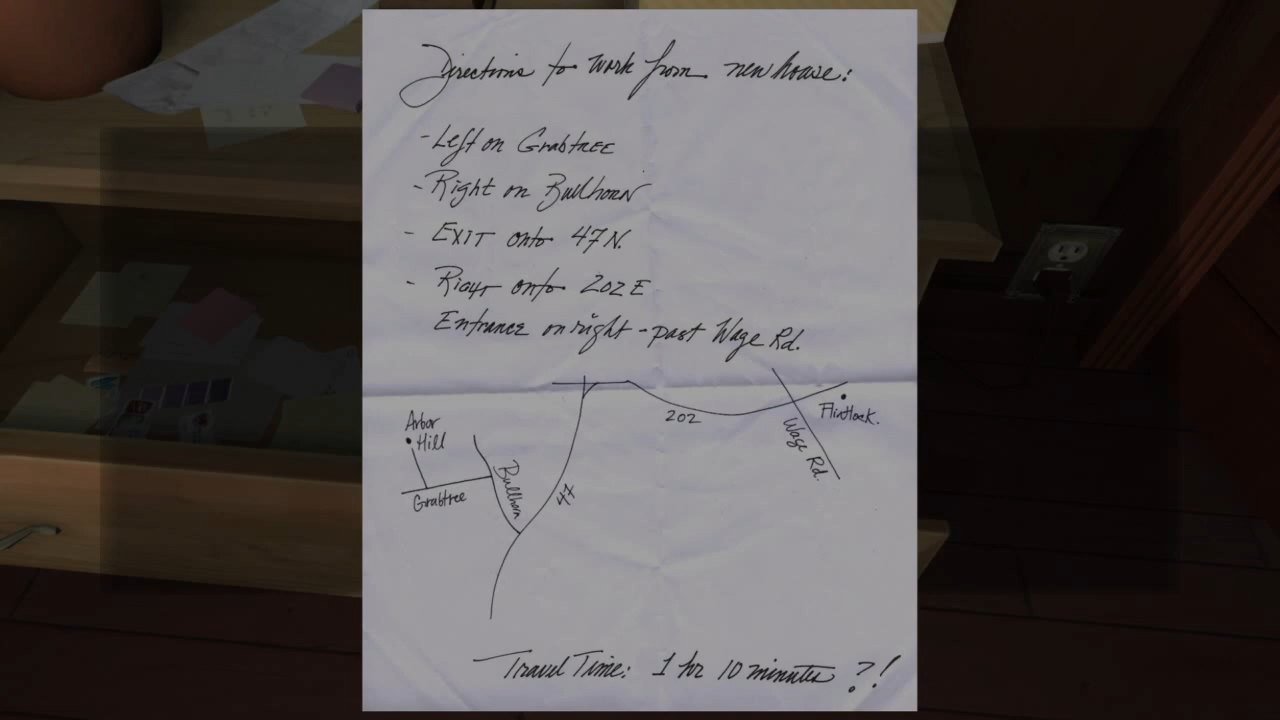 Directions to work from new house:
- Left on Grabtree
- Right on Bullhorn
- Exit onto 47 N.
- Right onto 202 E
Entrance on right - past Wage Rd.
Arbor
Hill
Grabtree
Bullhorn
47
202
Wage Rd.
Flintlock.
Travel Time: 1 hr 10 minutes ?!